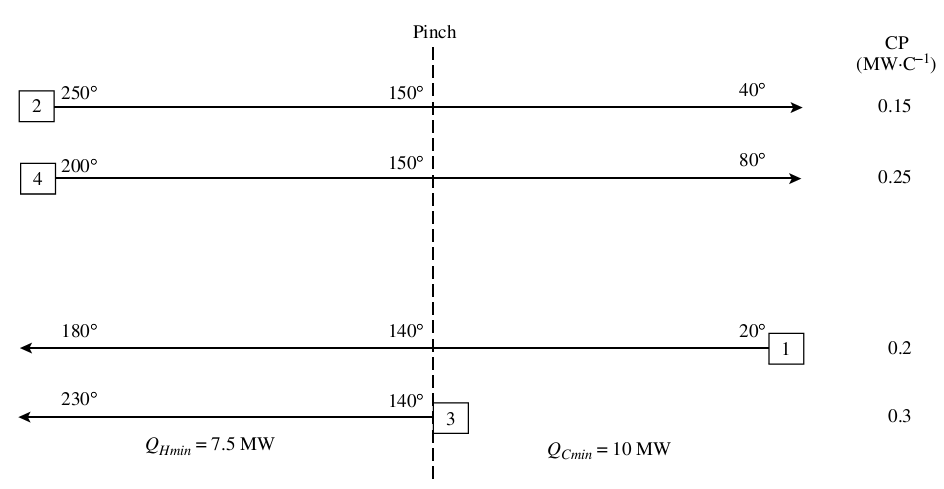 Pinch
CP
(MW·C⁻¹)
2 250° 150° 40° 0.15
4 200° 150° 80° 0.25
180° 140° 20° 1 0.2
230° 140° 3 0.3
Q_Hmin = 7.5 MW Q_Cmin = 10 MW